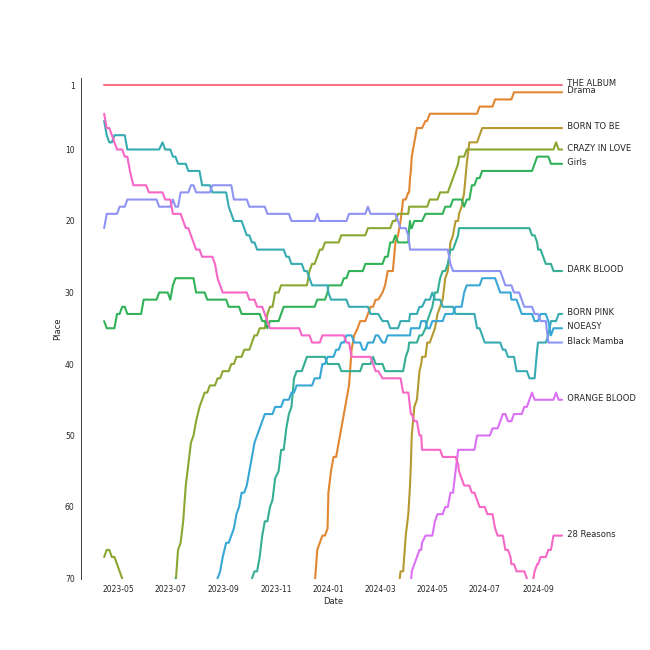 THE ALBUM
Drama
BORN TO BE
CRAZY IN LOVE
Girls
DARK BLOOD
BORN PINK
NOEASY
Black Mamba
ORANGE BLOOD
28 Reasons
1
10
20
30
40
50
60
70
Place
2023-05
2023-07
2023-09
2023-11
2024-01
2024-03
2024-05
2024-07
2024-09
Date